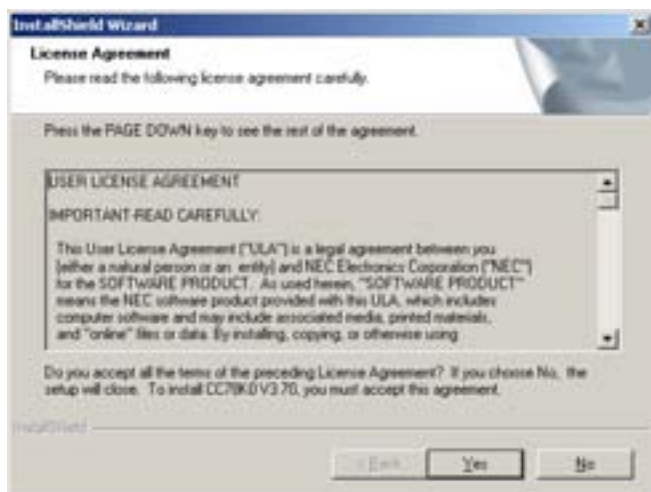 InstallShield Wizard
License Agreement
Please read the following license agreement carefully.
Press the PAGE DOWN key to see the rest of the agreement.
USER LICENSE AGREEMENT
IMPORTANT-READ CAREFULLY:
This User License Agreement ("ULA") is a legal agreement between you
(either a natural person or an entity) and NEC Electronics Corporation ("NEC")
for the SOFTWARE PRODUCT. As used herein, "SOFTWARE PRODUCT"
means the NEC software product provided with this ULA, which includes
computer software and may include associated media, printed materials,
and "online" files or data. By installing, copying, or otherwise using
Do you accept all the terms of the preceding License Agreement? If you choose No, the
setup will close. To install CC78K0 V3.70, you must accept this agreement.
InstallShield
< Back
Yes
No